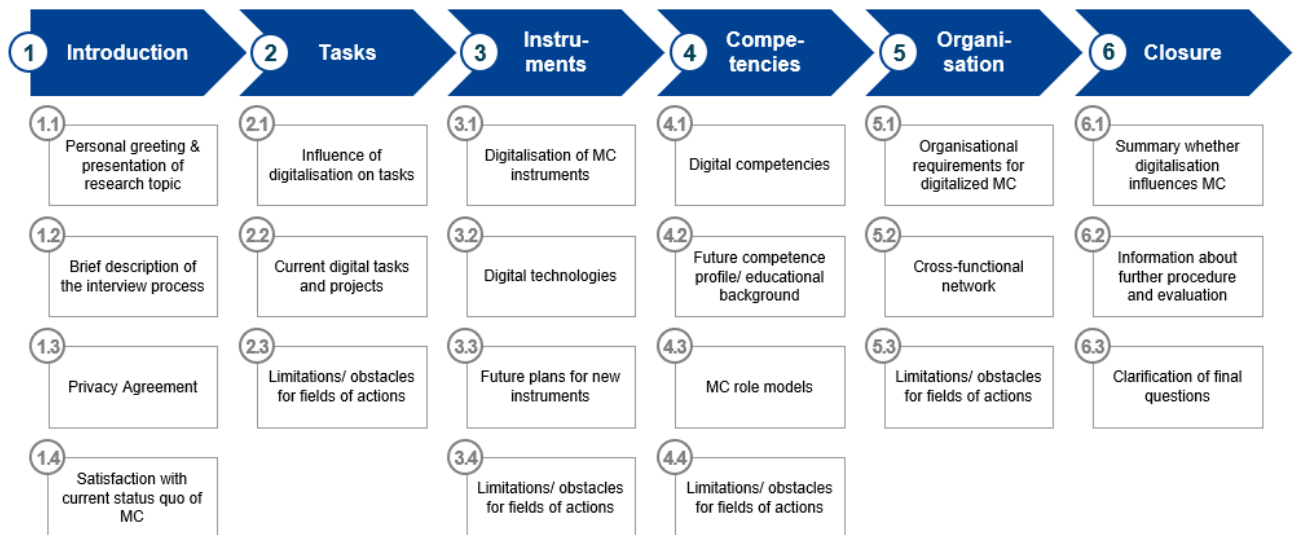 1
Introduction
2
Tasks
3
Instru-
ments
4
Compe-
tencies
5
Organi-
sation
6
Closure
1.1
Personal greeting &
presentation of
research topic
1.2
Brief description of
the interview process
1.3
Privacy Agreement
1.4
Satisfaction with
current status quo of
MC
2.1
Influence of
digitalisation on tasks
2.2
Current digital tasks
and projects
2.3
Limitations/ obstacles
for fields of actions
3.1
Digitalisation of MC
instruments
3.2
Digital technologies
3.3
Future plans for new
instruments
3.4
Limitations/ obstacles
for fields of actions
4.1
Digital competencies
4.2
Future competence
profile/ educational
background
4.3
MC role models
4.4
Limitations/ obstacles
for fields of actions
5.1
Organisational
requirements for
digitalized MC
5.2
Cross-functional
network
5.3
Limitations/ obstacles
for fields of actions
6.1
Summary whether
digitalisation
influences MC
6.2
Information about
further procedure
and evaluation
6.3
Clarification of final
questions